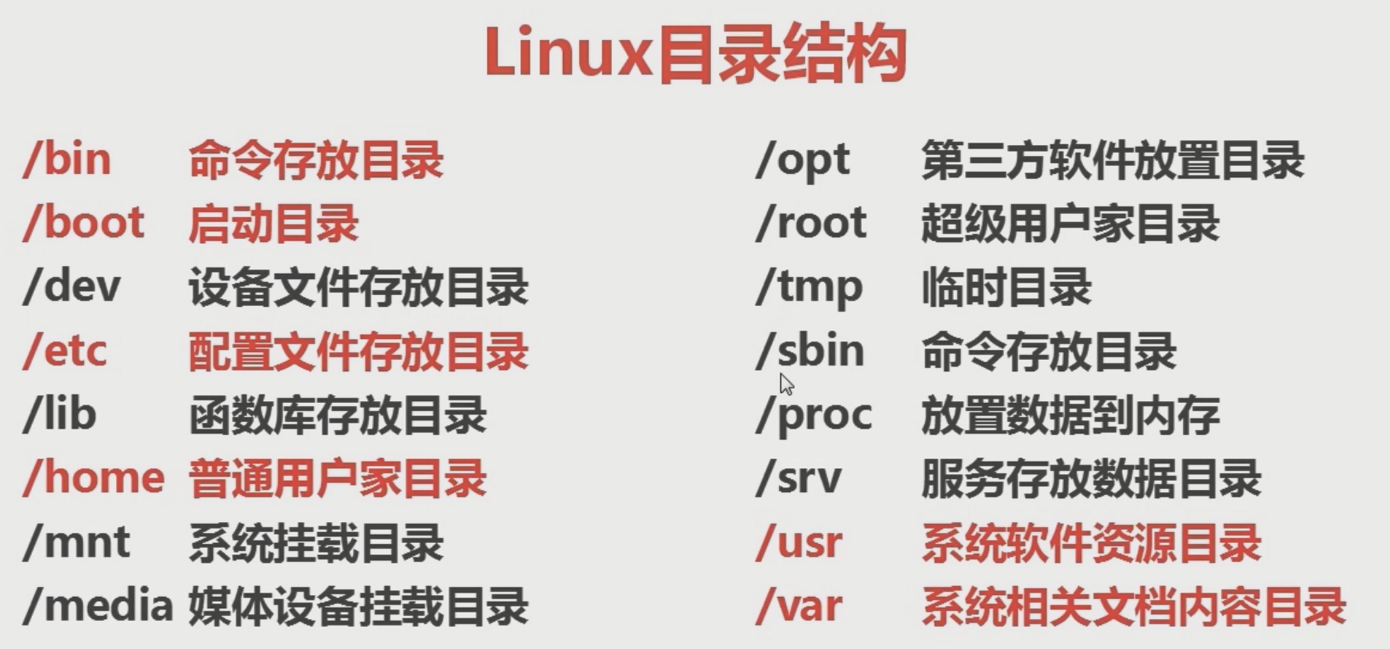 Linux目录结构
/bin 命令存放目录
/boot 启动目录
/dev 设备文件存放目录
/etc 配置文件存放目录
/lib 函数库存放目录
/home 普通用户家目录
/mnt 系统挂载目录
/media 媒体设备挂载目录
/opt 第三方软件放置目录
/root 超级用户家目录
/tmp 临时目录
/sbin 命令存放目录
/proc 放置数据到内存
/srv 服务存放数据目录
/usr 系统软件资源目录
/var 系统相关文档内容目录